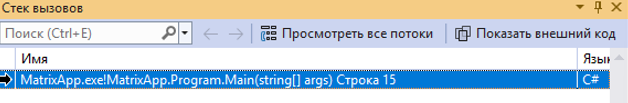 Стек вызовов
Поиск (Ctrl+E) Просмотреть все потоки Показать внешний код
Имя Язык
MatrixApp.exe!MatrixApp.Program.Main(string[] args) Строка 15 C#